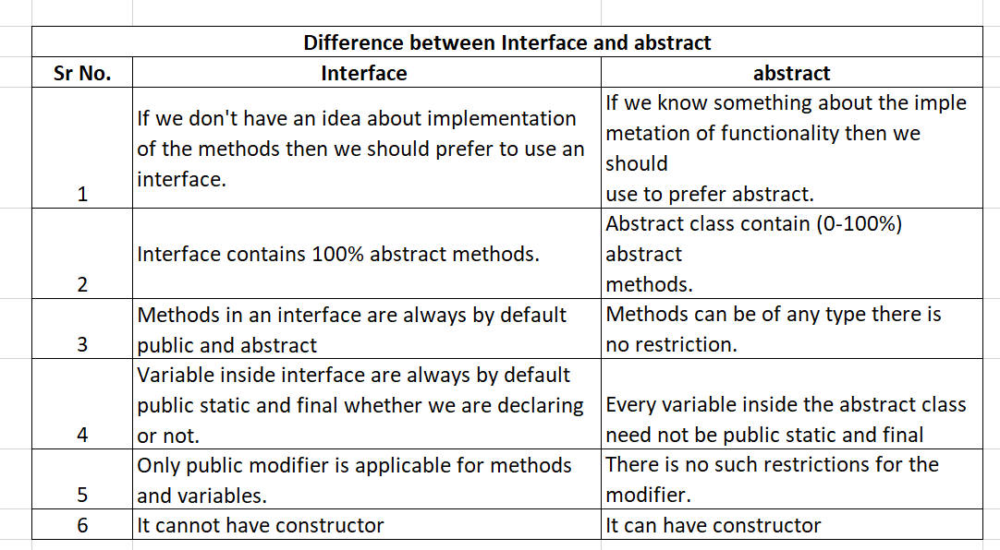 Difference between Interface and abstract
Sr No. Interface abstract
1
If we don't have an idea about implementation
of the methods then we should prefer to use an
interface.
If we know something about the imple
metation of functionality then we
should
use to prefer abstract.
2
Interface contains 100% abstract methods.
Abstract class contain (0-100%)
abstract
methods.
3
Methods in an interface are always by default
public and abstract
Methods can be of any type there is
no restriction.
4
Variable inside interface are always by default
public static and final whether we are declaring
or not.
Every variable inside the abstract class
need not be public static and final
5
Only public modifier is applicable for methods
and variables.
There is no such restrictions for the
modifier.
6
It cannot have constructor
It can have constructor